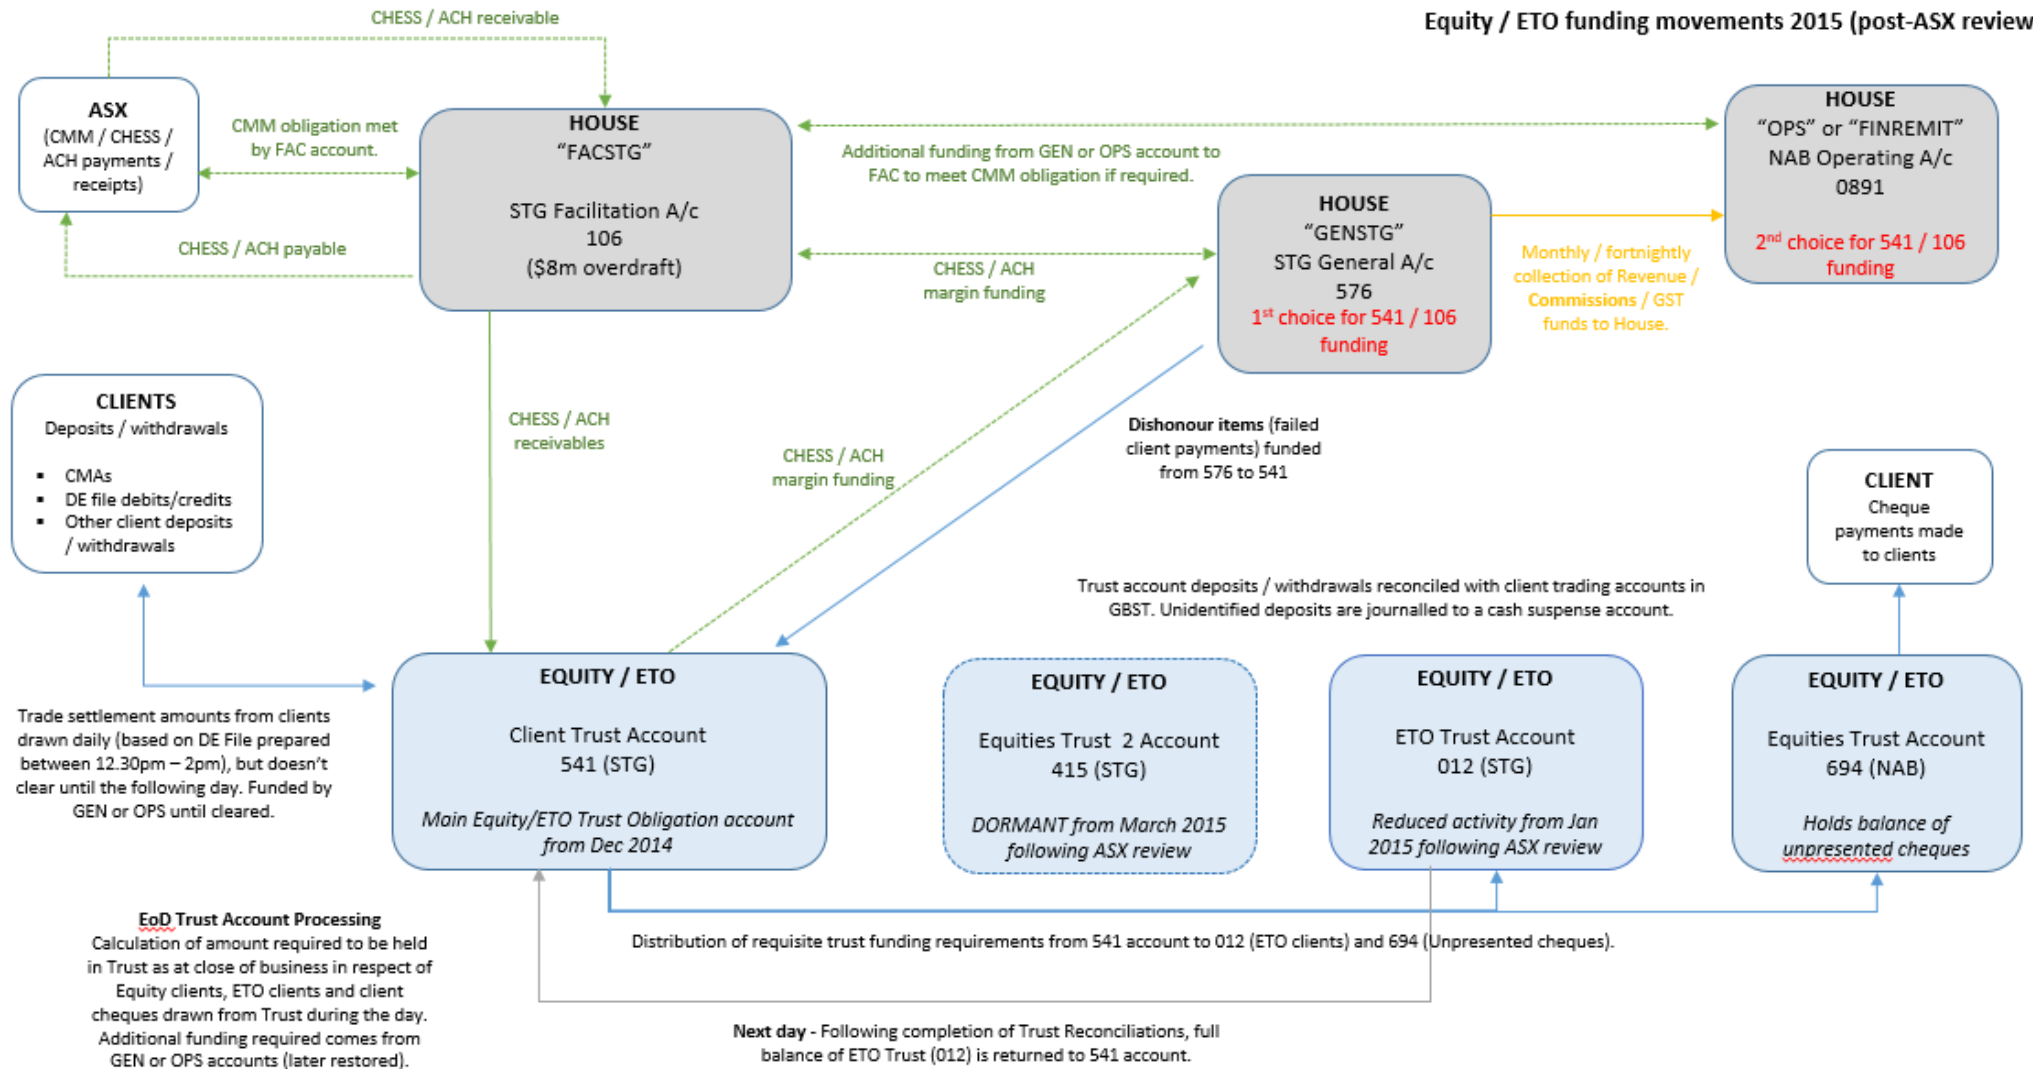 CHESS / ACH receivable
Equity / ETO funding movements 2015 (post-ASX review
ASX
(CMM / CHESS /
ACH payments /
receipts)
CMM obligation met
by FAC account.
CHESS / ACH payable
HOUSE
“FACSTG”
STG Facilitation A/c
106
($8m overdraft)
Additional funding from GEN or OPS account to
FAC to meet CMM obligation if required.
CHESS / ACH
margin funding
HOUSE
“GENSTG”
STG General A/c
576
1st choice for 541 / 106
funding
HOUSE
“OPS” or “FINREMIT”
NAB Operating A/c
0891
2nd choice for 541 / 106
funding
Monthly / fortnightly
collection of Revenue /
Commissions / GST
funds to House.
CLIENTS
Deposits / withdrawals
▪ CMAs
▪ DE file debits/credits
▪ Other client deposits
/ withdrawals
CHESS / ACH
receivables
CHESS / ACH
margin funding
Dishonour items (failed
client payments) funded
from 576 to 541
CLIENT
Cheque
payments made
to clients
Trust account deposits / withdrawals reconciled with client trading accounts in
GBST. Unidentified deposits are journalled to a cash suspense account.
Trade settlement amounts from clients
drawn daily (based on DE File prepared
between 12.30pm – 2pm), but doesn’t
clear until the following day. Funded by
GEN or OPS until cleared.
EQUITY / ETO
Client Trust Account
541 (STG)
Main Equity/ETO Trust Obligation account
from Dec 2014
EQUITY / ETO
Equities Trust 2 Account
415 (STG)
DORMANT from March 2015
following ASX review
EQUITY / ETO
ETO Trust Account
012 (STG)
Reduced activity from Jan
2015 following ASX review
EQUITY / ETO
Equities Trust Account
694 (NAB)
Holds balance of
unpresented cheques
EoD Trust Account Processing
Calculation of amount required to be held
in Trust as at close of business in respect of
Equity clients, ETO clients and client
cheques drawn from Trust during the day.
Additional funding required comes from
GEN or OPS accounts (later restored).
Distribution of requisite trust funding requirements from 541 account to 012 (ETO clients) and 694 (Unpresented cheques).
Next day - Following completion of Trust Reconciliations, full
balance of ETO Trust (012) is returned to 541 account.